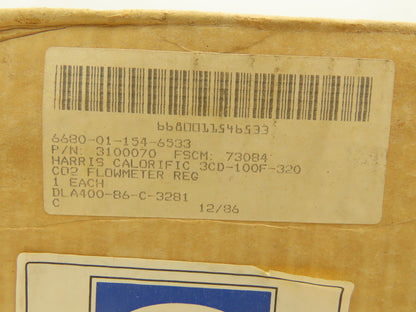 6680011546533
6680-01-154-6533
P/N: 3100070 FSCM: 73084
HARRIS CALORIFIC 3CD-100F-320
CO2 FLOWMETER REG
1 EACH
DLA400-86-C-3281
C 12/86